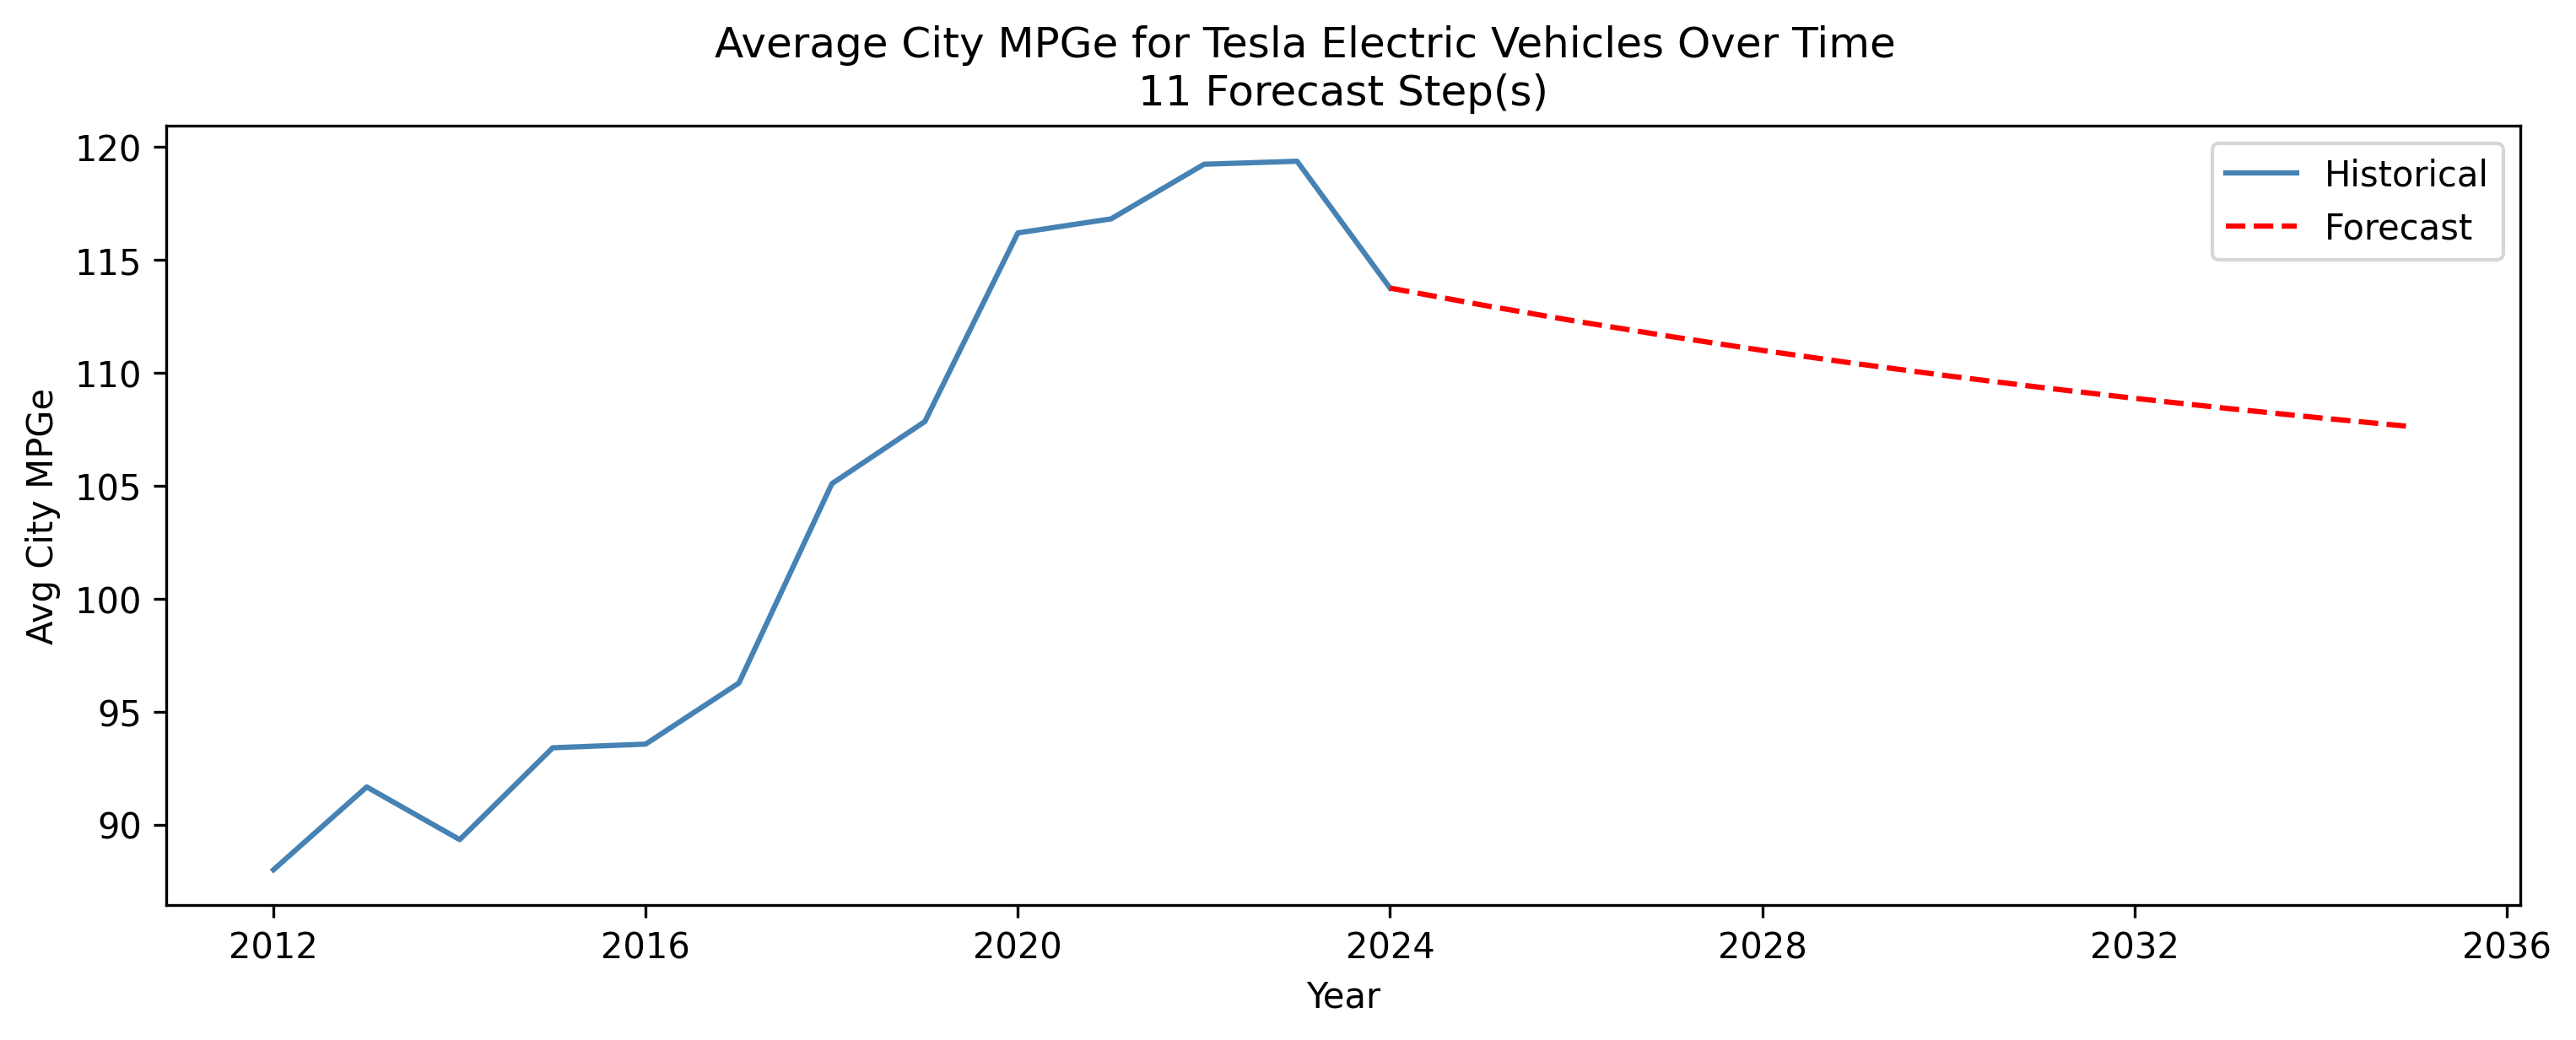 Average City MPGe for Tesla Electric Vehicles Over Time
11 Forecast Step(s)
120
115
110
105
100
95
90
Avg City MPGe
Historical
Forecast
2012
2016
2020
2024
2028
2032
2036
Year